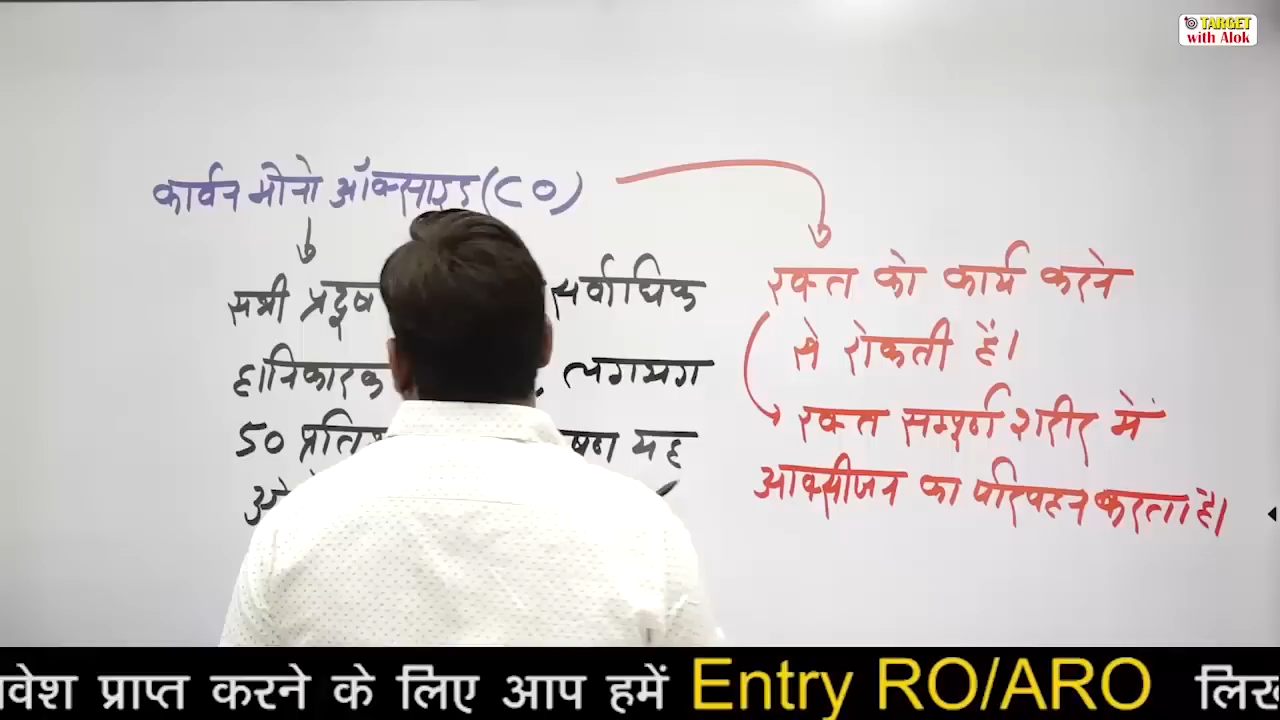 TARGET
with Alok
कार्बन मोनो ऑक्साइड (CO)
सभी प्रदूष सर्वाधिक
हानिकारक लगभग
50 प्रति षण यह
रक्त को कार्य करने
से रोकती हैं।
रक्त सम्पूर्ण शरीर में
आक्सीजन का परिवहन करता है।
वेश प्राप्त करने के लिए आप हमें Entry RO/ARO लिख